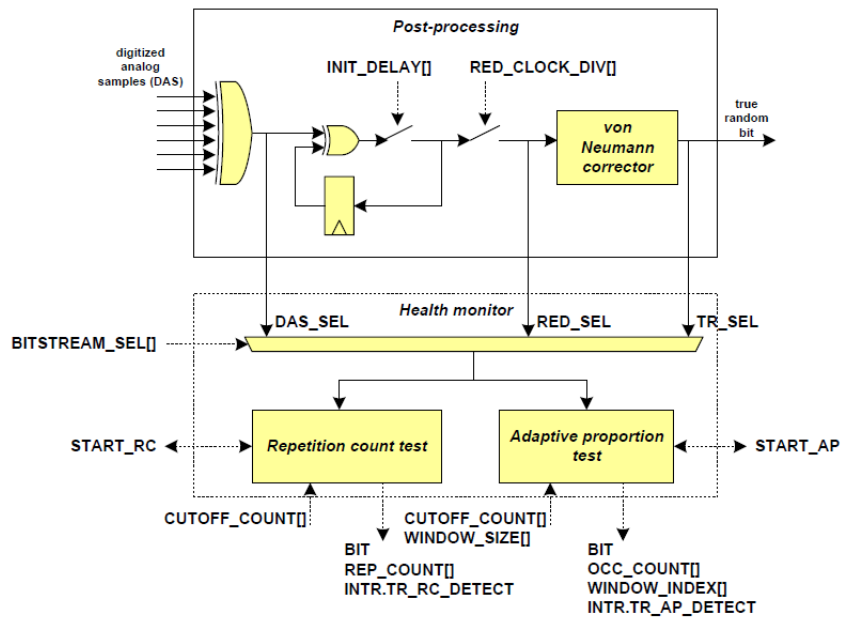 Post-processing
digitized
analog
samples (DAS)
INIT_DELAY[]
RED_CLOCK_DIV[]
von
Neumann
corrector
true
random
bit
Health monitor
DAS_SEL
RED_SEL
TR_SEL
BITSTREAM_SEL[]
START_RC
Repetition count test
Adaptive proportion
test
START_AP
CUTOFF_COUNT[]
CUTOFF_COUNT[]
WINDOW_SIZE[]
BIT
REP_COUNT[]
INTR.TR_RC_DETECT
BIT
OCC_COUNT[]
WINDOW_INDEX[]
INTR.TR_AP_DETECT